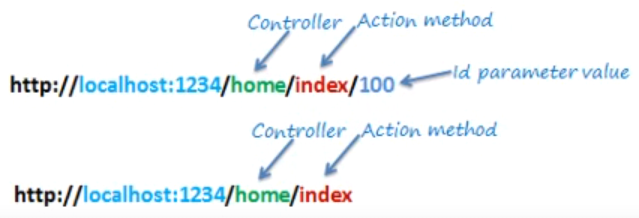 Controller Action method
http://localhost:1234/home/index/100 Id parameter value
Controller Action method
http://localhost:1234/home/index